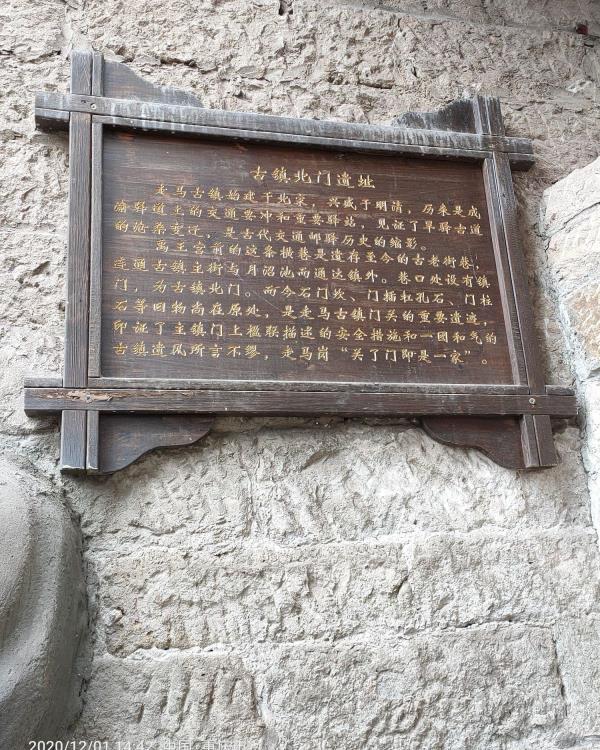 古镇北门遗址
走马古镇始建于北宋，兴盛于明清，历来是成
渝驿道上的交通要冲和重要驿站，见证了早驿古道
的沧桑变迁，是古代交通邮驿历史的缩影。
禹王宫前的这条横巷是遗存至今的古老街巷，
连通古镇主街与月沼池而通达镇外。巷口处设有镇
门，为古镇北门。而今石门坎、门插杠孔石、门柱
石等旧物尚在原处，是走马古镇门关的重要遗迹，
印证了主镇门上楹联描述的安全措施和一团和气的
古镇遗风所言不谬，走马岗“关了门即是一家”。
2020/12/01 14:42 中国·重庆